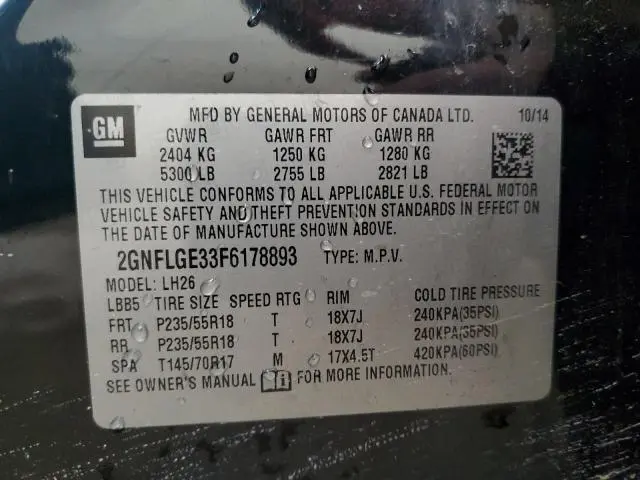 GM
MFD BY GENERAL MOTORS OF CANADA LTD. 10/14
GVWR GAWR FRT GAWR RR
2404 KG 1250 KG 1280 KG
5300 LB 2755 LB 2821 LB
THIS VEHICLE CONFORMS TO ALL APPLICABLE U.S. FEDERAL MOTOR
VEHICLE SAFETY AND THEFT PREVENTION STANDARDS IN EFFECT ON
THE DATE OF MANUFACTURE SHOWN ABOVE.
2GNFLGE33F6178893 TYPE: M.P.V.
MODEL: LH26
LBB5 TIRE SIZE SPEED RTG RIM COLD TIRE PRESSURE
FRT P235/55R18 T 18X7J 240KPA(35PSI)
RR P235/55R18 T 18X7J 240KPA(35PSI)
SPA T145/70R17 M 17X4.5T 420KPA(60PSI)
SEE OWNER'S MANUAL i FOR MORE INFORMATION.